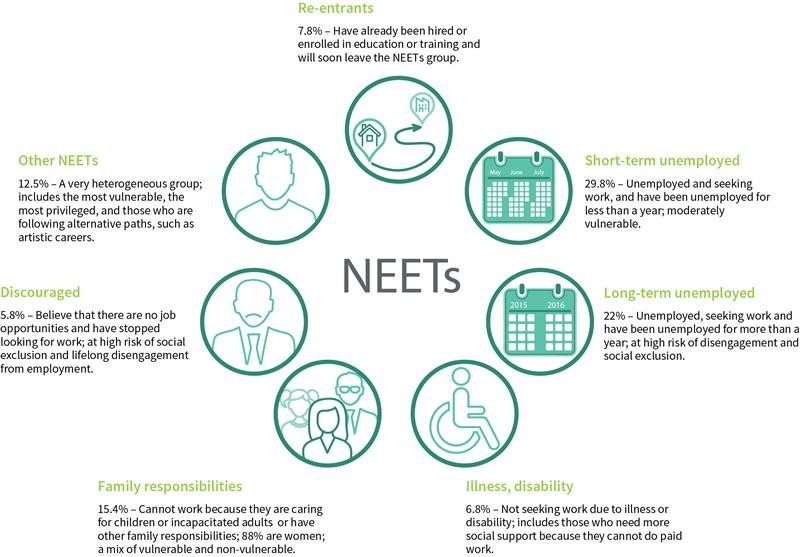 Re-entrants
7.8% – Have already been hired or
enrolled in education or training and
will soon leave the NEETs group.
Other NEETs
12.5% – A very heterogeneous group;
includes the most vulnerable, the
most privileged, and those who are
following alternative paths, such as
artistic careers.
May June July
Short-term unemployed
29.8% – Unemployed and seeking
work, and have been unemployed for
less than a year; moderately
vulnerable.
NEETs
Discouraged
5.8% – Believe that there are no job
opportunities and have stopped
looking for work; at high risk of social
exclusion and lifelong disengagement
from employment.
2015 2016
Long-term unemployed
22% – Unemployed, seeking work and
have been unemployed for more than a
year; at high risk of disengagement and
social exclusion.
Family responsibilities
15.4% – Cannot work because they are caring
for children or incapacitated adults or have
other family responsibilities; 88% are women;
a mix of vulnerable and non-vulnerable.
Illness, disability
6.8% – Not seeking work due to illness or
disability; includes those who need more
social support because they cannot do paid
work.